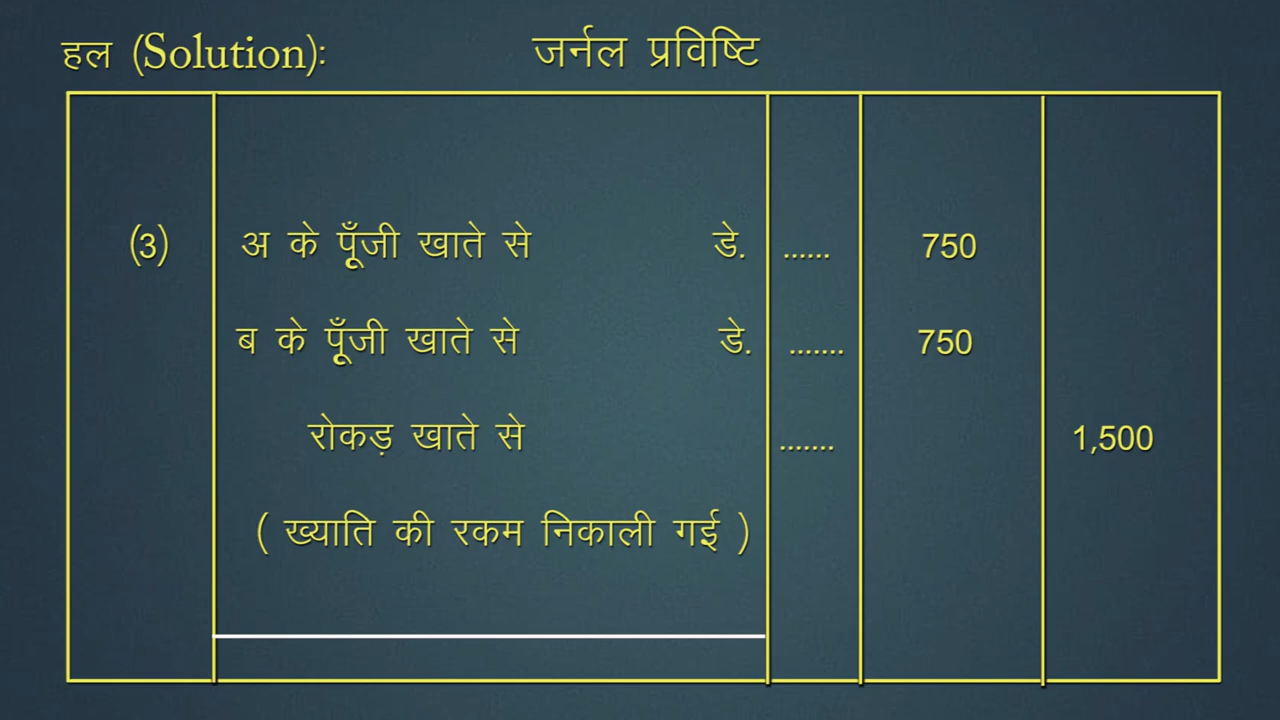 हल (Solution): जर्नल प्रविष्टि
(3) अ के पूँजी खाते से डे. ...... 750
ब के पूँजी खाते से डे. ....... 750
रोकड़ खाते से ....... 1,500
( ख्याति की रकम निकाली गई )